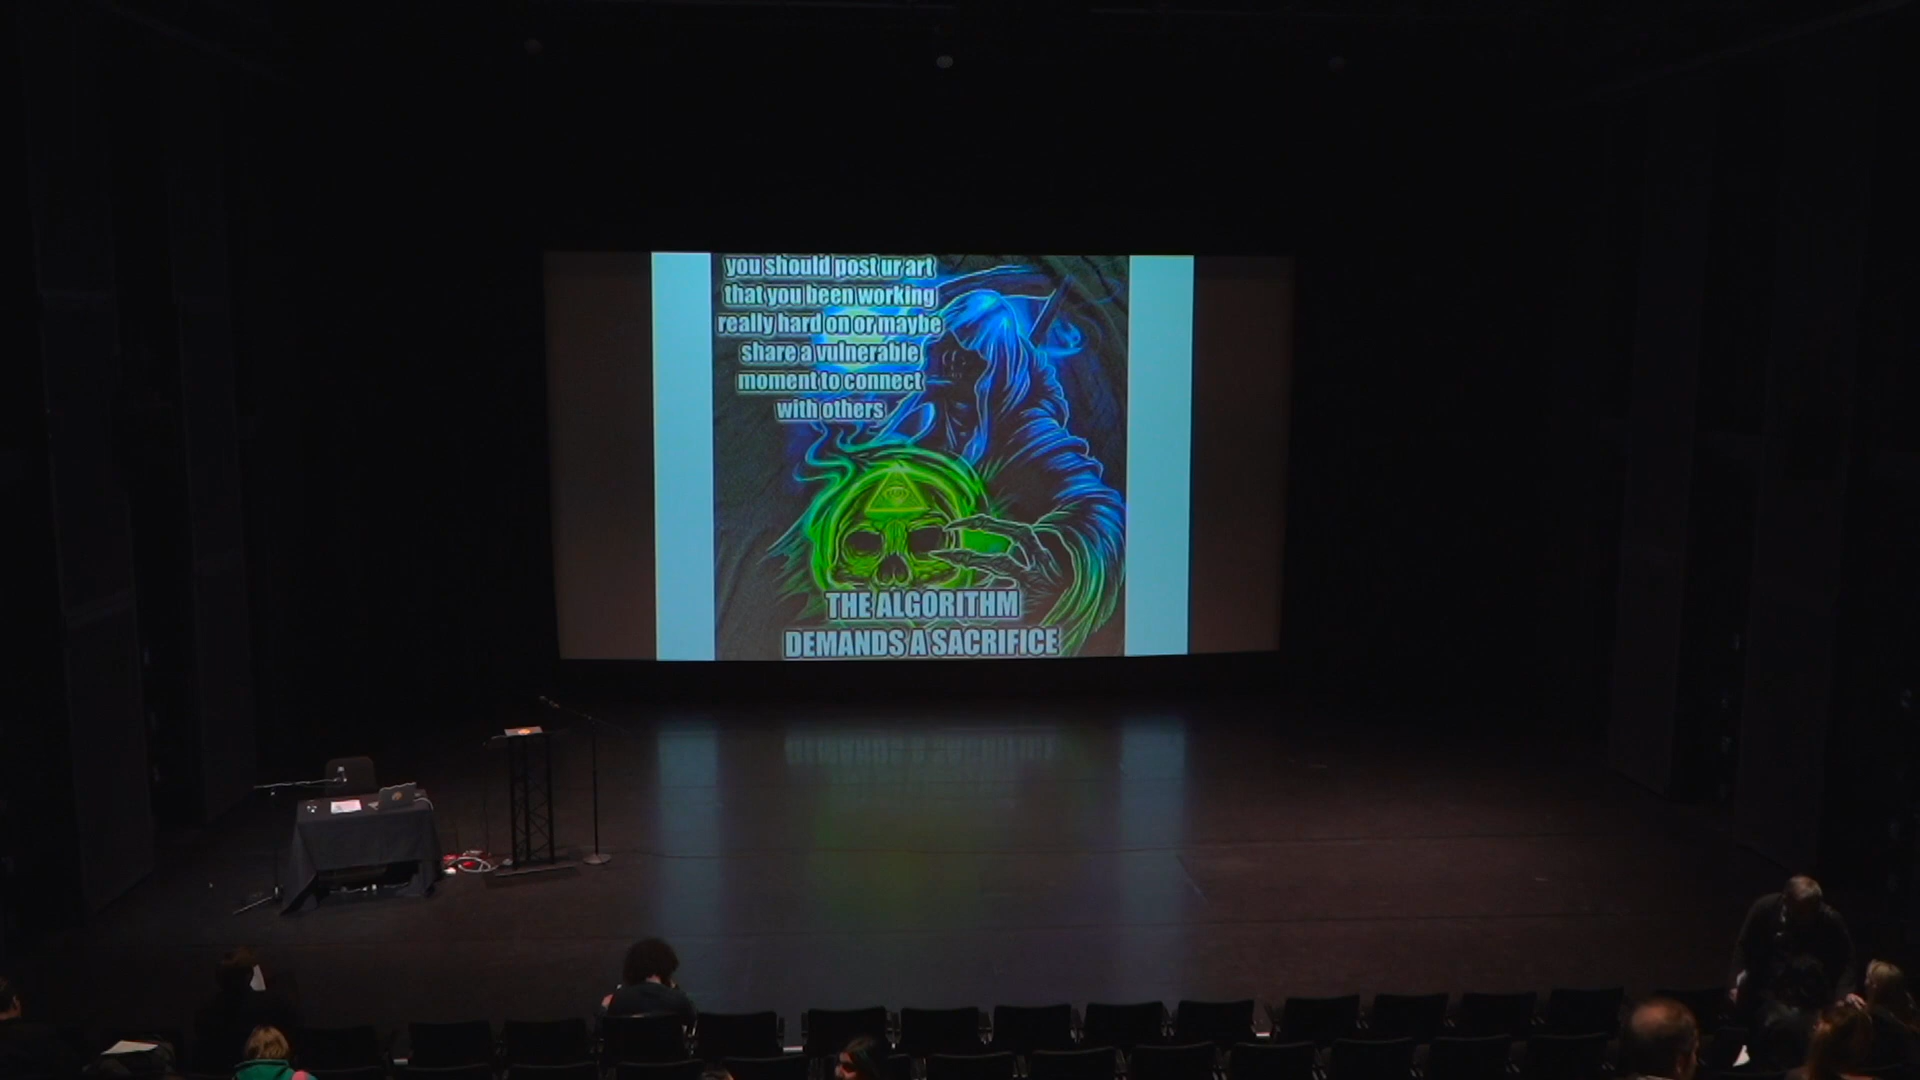 you should post ur art
that you been working
really hard on or maybe
share a vulnerable
moment to connect
with others
THE ALGORITHM
DEMANDS A SACRIFICE